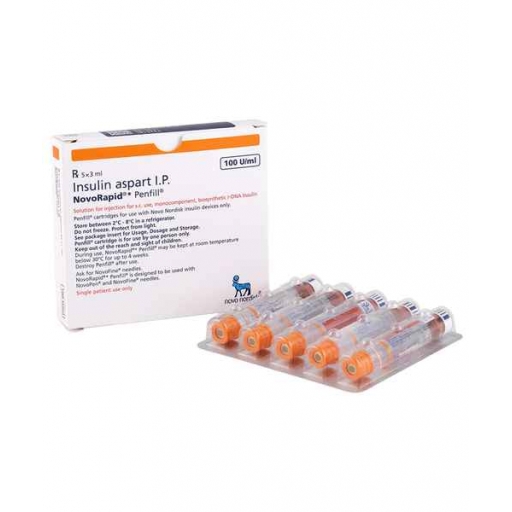 100 U/ml
℞ 5×3 ml
Insulin aspart I.P.
NovoRapid®* Penfill®
Solution for injection for s.c. use, monocomponent, biosynthetic r-DNA Insulin
Penfill® cartridges for use with Novo Nordisk insulin devices only.
Store between 2°C - 8°C in a refrigerator.
Do not freeze. Protect from light.
See package insert for Usage, Dosage and Storage.
Penfill® cartridge is for use by one person only.
Keep out of the reach and sight of children.
During use, NovoRapid®* Penfill® may be kept at room temperature
below 30°C for up to 4 weeks
Destroy Penfill® after use.
Ask for NovoFine® needles.
NovoRapid®* Penfill® is designed to be used with
NovoPen® and NovoFine® needles.
Single patient use only
novo nordisk®